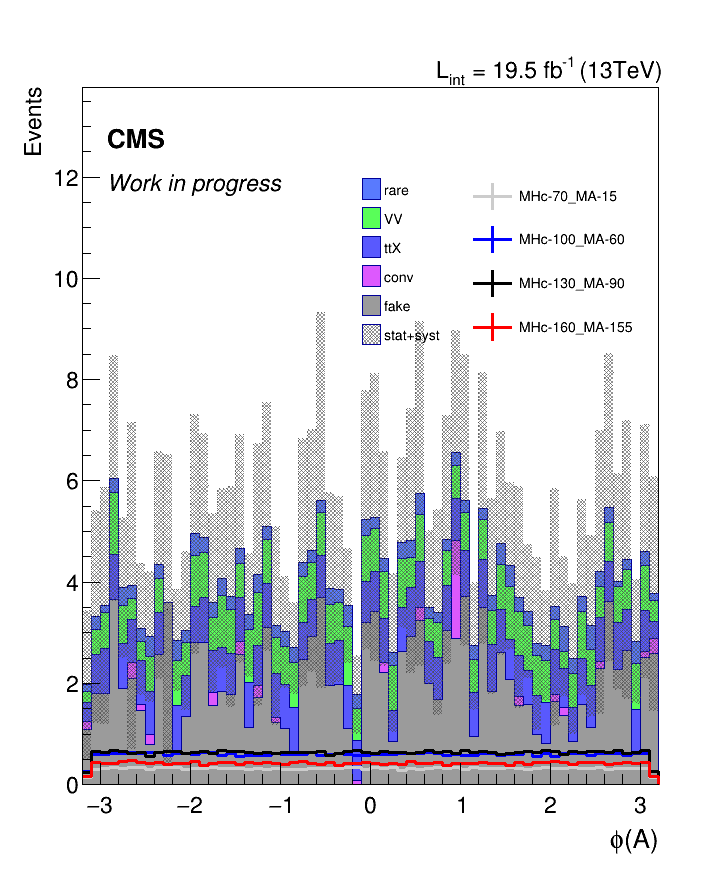 L_int = 19.5 fb^-1 (13TeV)
Events
CMS
Work in progress
rare
VV
ttX
conv
fake
stat+syst
MHc-70_MA-15
MHc-100_MA-60
MHc-130_MA-90
MHc-160_MA-155
12
10
8
6
4
2
0
−3 −2 −1 0 1 2 3
ϕ(A)